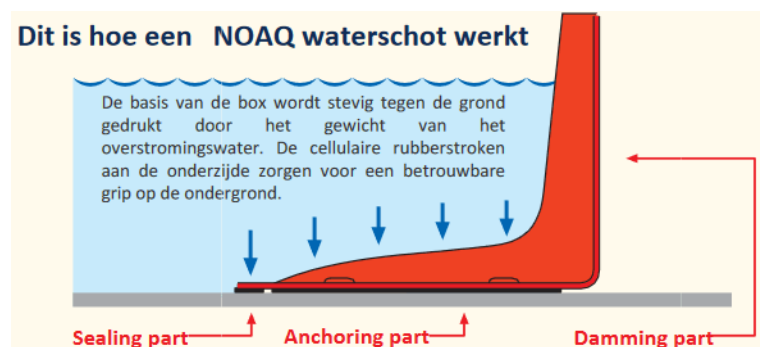 Dit is hoe een NOAQ waterschot werkt
De basis van de box wordt stevig tegen de grond
gedrukt door het gewicht van het
overstromingswater. De cellulaire rubberstroken
aan de onderzijde zorgen voor een betrouwbare
grip op de ondergrond.
Sealing part
Anchoring part
Damming part